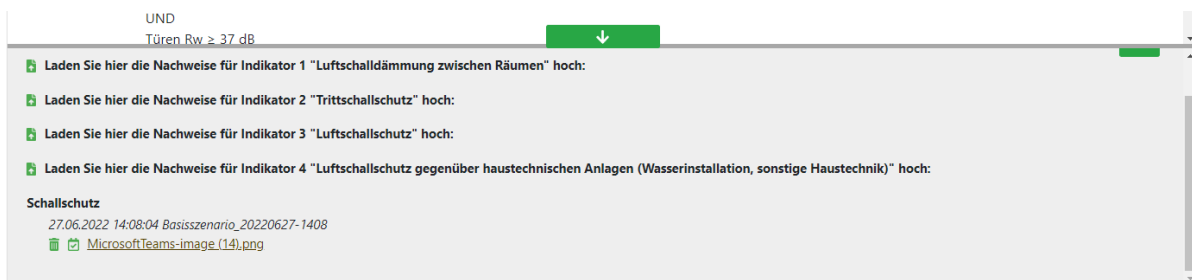 UND
Türen Rw ≥ 37 dB
Laden Sie hier die Nachweise für Indikator 1 "Luftschalldämmung zwischen Räumen" hoch:
Laden Sie hier die Nachweise für Indikator 2 "Trittschallschutz" hoch:
Laden Sie hier die Nachweise für Indikator 3 "Luftschallschutz" hoch:
Laden Sie hier die Nachweise für Indikator 4 "Luftschallschutz gegenüber haustechnischen Anlagen (Wasserinstallation, sonstige Haustechnik)" hoch:
Schallschutz
27.06.2022 14:08:04 Basisszenario_20220627-1408
MicrosoftTeams-image (14).png